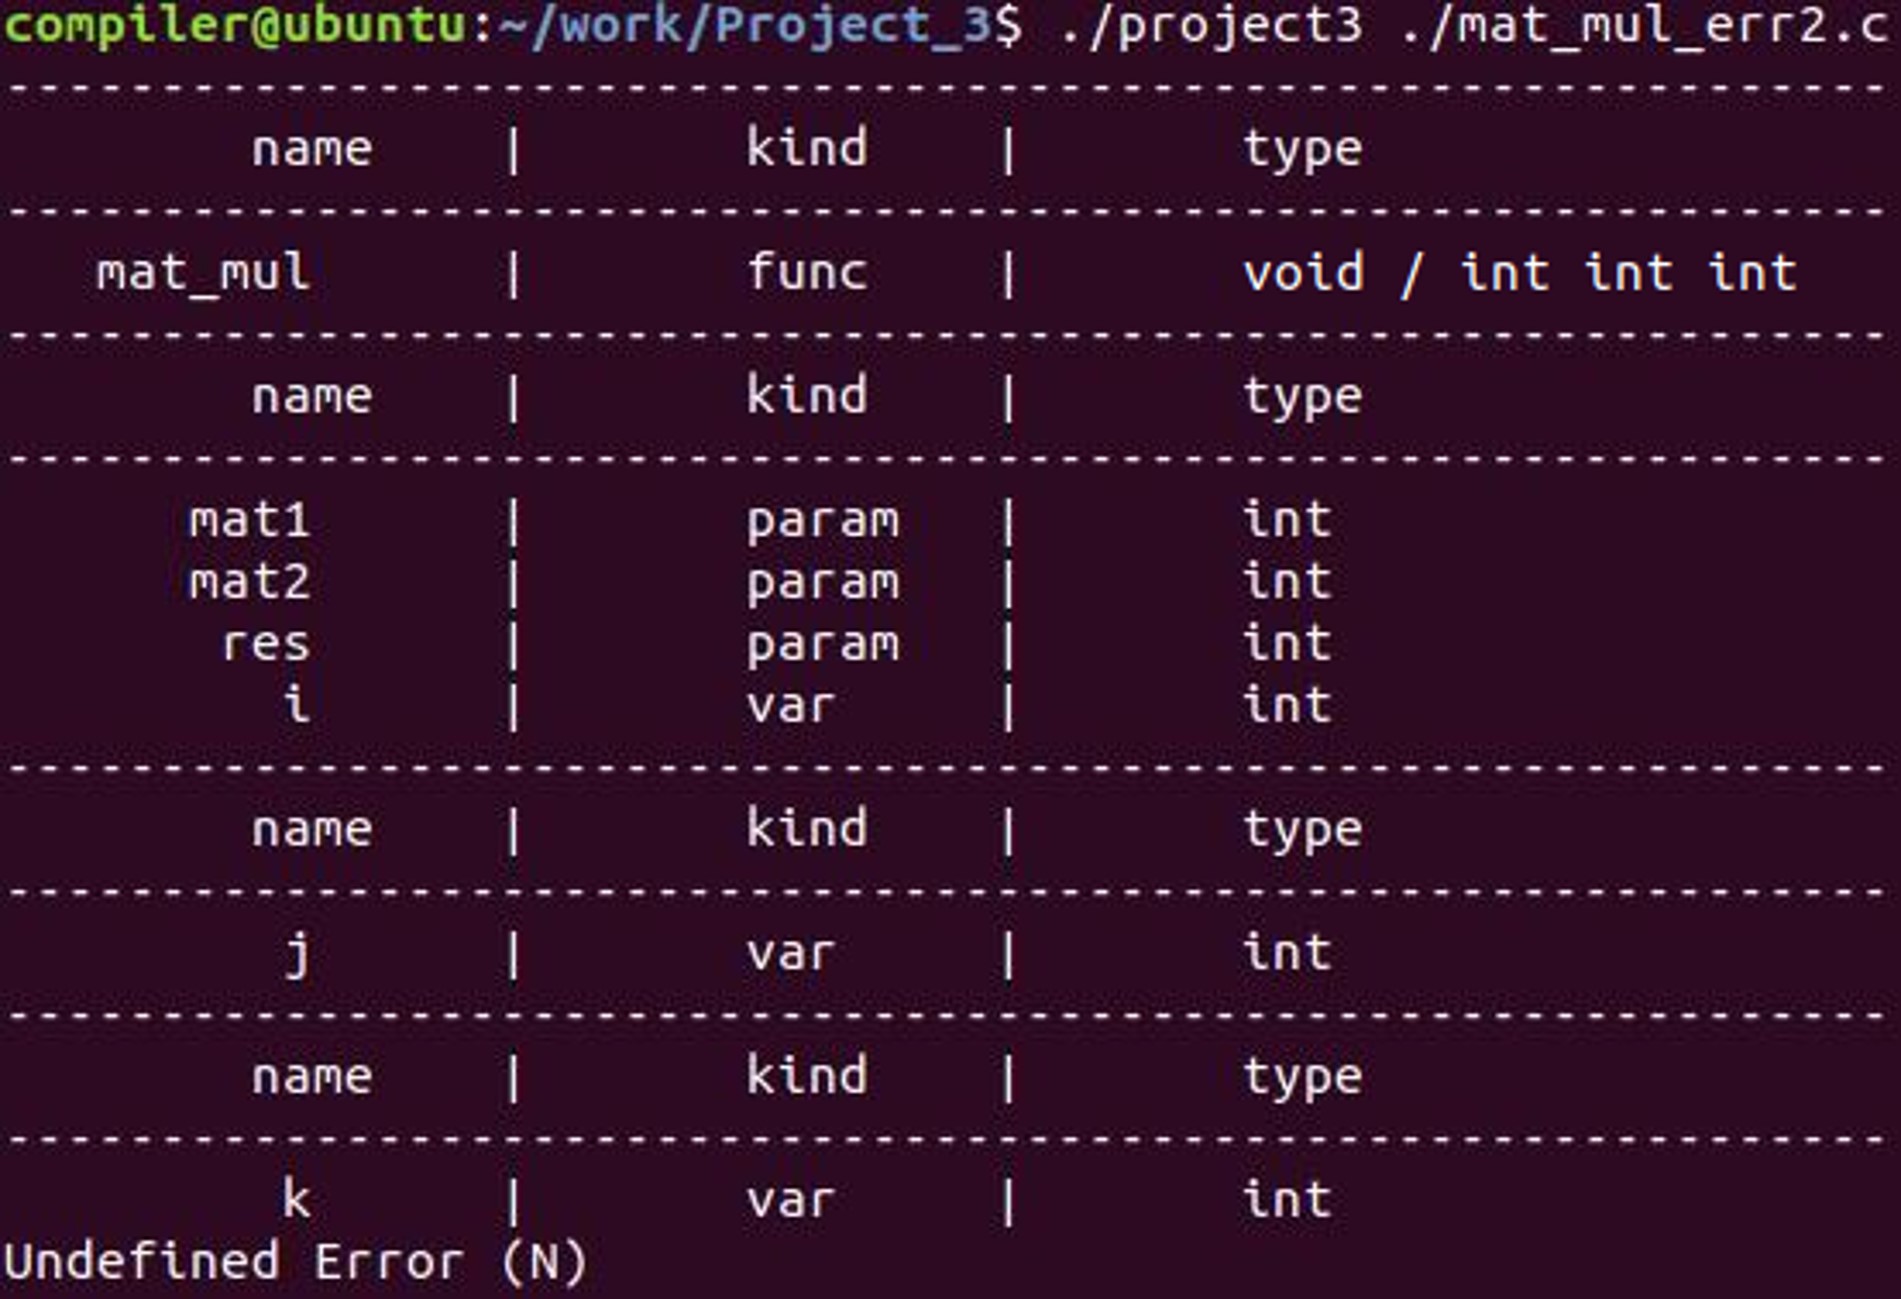 compiler@ubuntu:~/work/Project_3$ ./project3 ./mat_mul_err2.c
-------------------------------------------------------------
        name    |       kind    |       type
-------------------------------------------------------------
   mat_mul      |       func    |       void / int int int
-------------------------------------------------------------
        name    |       kind    |       type
-------------------------------------------------------------
      mat1      |       param   |       int
      mat2      |       param   |       int
       res      |       param   |       int
         i      |       var     |       int
-------------------------------------------------------------
        name    |       kind    |       type
-------------------------------------------------------------
         j      |       var     |       int
-------------------------------------------------------------
        name    |       kind    |       type
-------------------------------------------------------------
         k      |       var     |       int
Undefined Error (N)